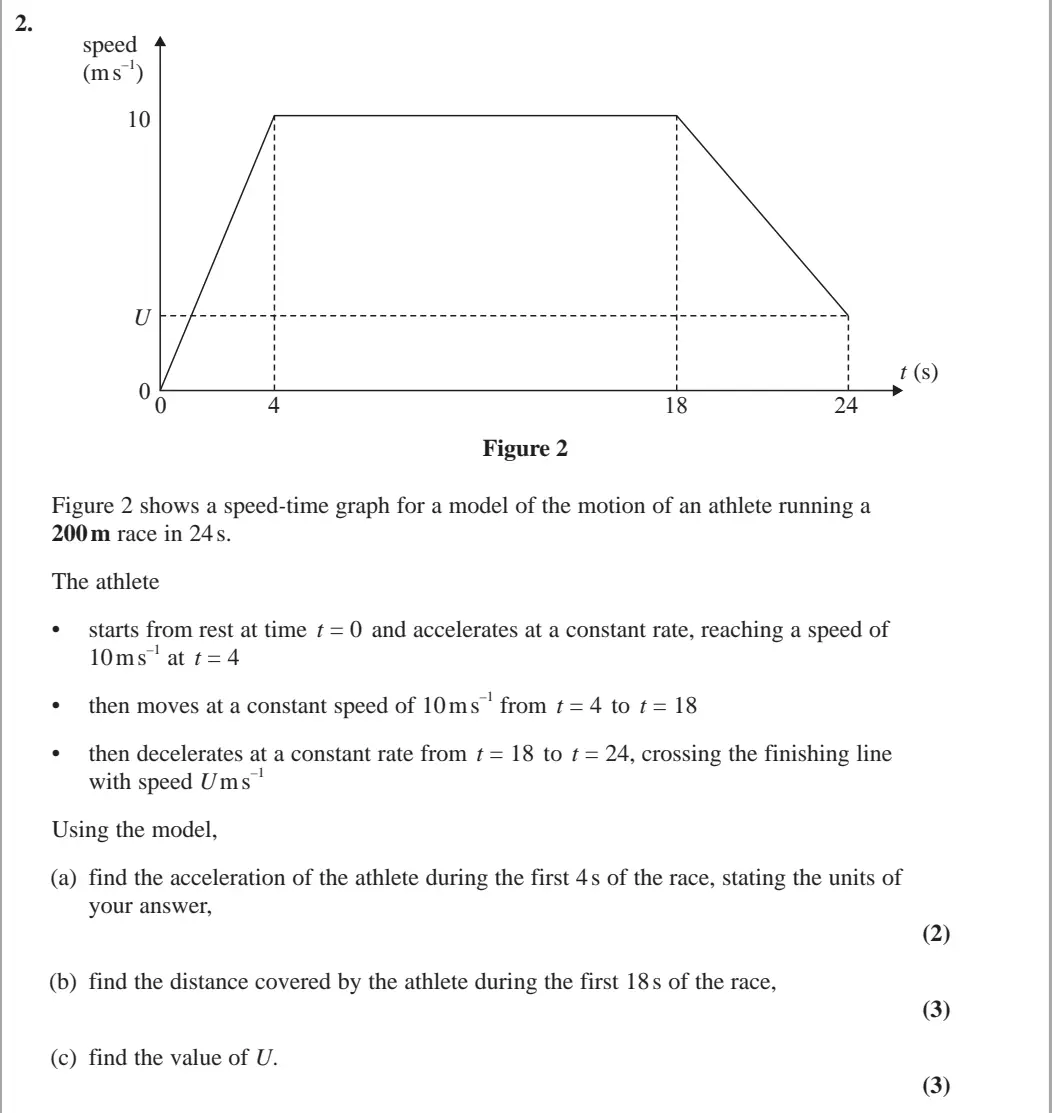 2.
speed
(m s⁻¹)
10
U
0
0 4 18 24
t (s)
Figure 2
Figure 2 shows a speed-time graph for a model of the motion of an athlete running a
200 m race in 24 s.
The athlete
• starts from rest at time t = 0 and accelerates at a constant rate, reaching a speed of
10 m s⁻¹ at t = 4
• then moves at a constant speed of 10 m s⁻¹ from t = 4 to t = 18
• then decelerates at a constant rate from t = 18 to t = 24, crossing the finishing line
with speed U m s⁻¹
Using the model,
(a) find the acceleration of the athlete during the first 4 s of the race, stating the units of
your answer,
(2)
(b) find the distance covered by the athlete during the first 18 s of the race,
(3)
(c) find the value of U.
(3)